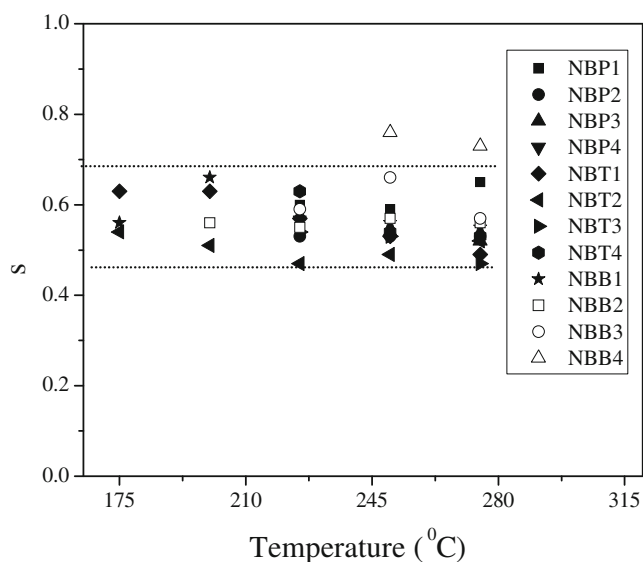 1.0
0.8
0.6
0.4
0.2
0.0
s
175
210
245
280
315
Temperature (⁰C)
NBP1
NBP2
NBP3
NBP4
NBT1
NBT2
NBT3
NBT4
NBB1
NBB2
NBB3
NBB4